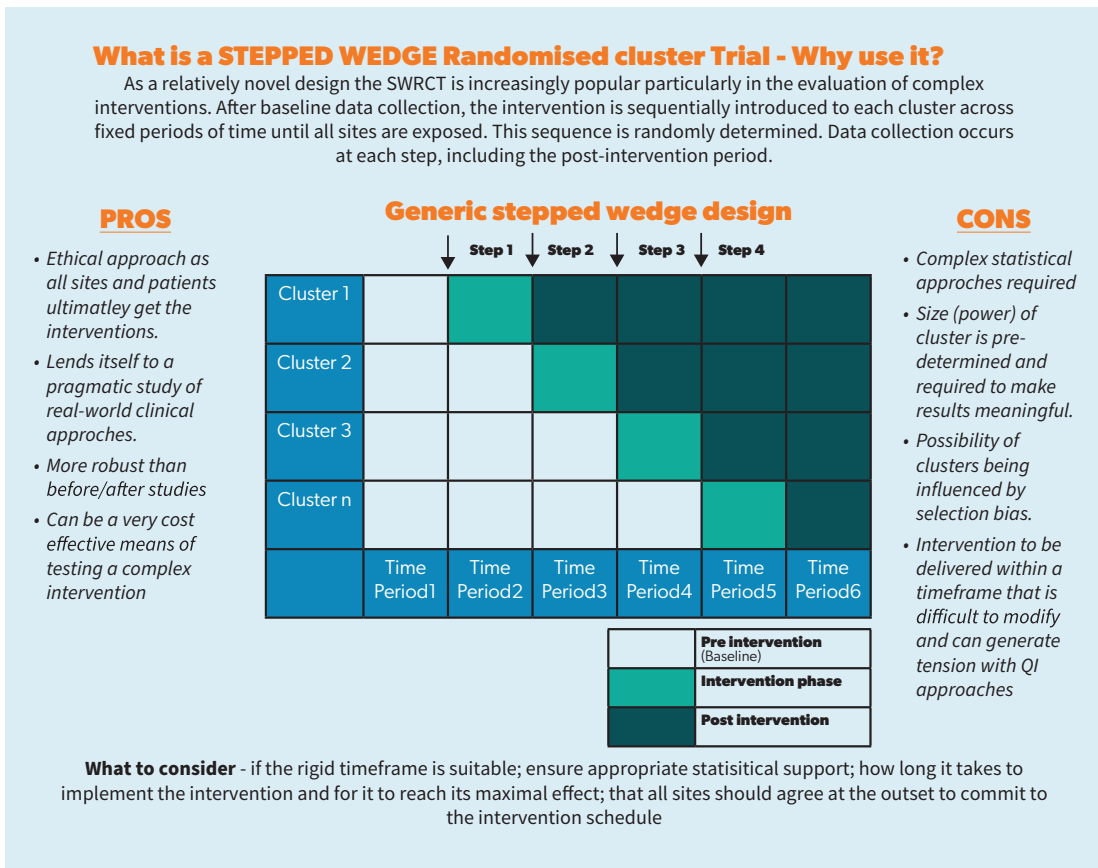 What is a STEPPED WEDGE Randomised cluster Trial - Why use it?
As a relatively novel design the SWRCT is increasingly popular particularly in the evaluation of complex
interventions. After baseline data collection, the intervention is sequentially introduced to each cluster across
fixed periods of time until all sites are exposed. This sequence is randomly determined. Data collection occurs
at each step, including the post-intervention period.
PROS
• Ethical approach as
all sites and patients
ultimatley get the
interventions.
• Lends itself to a
pragmatic study of
real-world clinical
approches.
• More robust than
before/after studies
• Can be a very cost
effective means of
testing a complex
intervention
Generic stepped wedge design
Step 1 Step 2 Step 3 Step 4
Cluster 1
Cluster 2
Cluster 3
Cluster n
Time Time Time Time Time Time
Period1 Period2 Period3 Period4 Period5 Period6
Pre intervention
(Baseline)
Intervention phase
Post intervention
CONS
• Complex statistical
approches required
• Size (power) of
cluster is pre-
determined and
required to make
results meaningful.
• Possibility of
clusters being
influenced by
selection bias.
• Intervention to be
delivered within a
timeframe that is
difficult to modify
and can generate
tension with QI
approaches
What to consider - if the rigid timeframe is suitable; ensure appropriate statisitical support; how long it takes to
implement the intervention and for it to reach its maximal effect; that all sites should agree at the outset to commit to
the intervention schedule